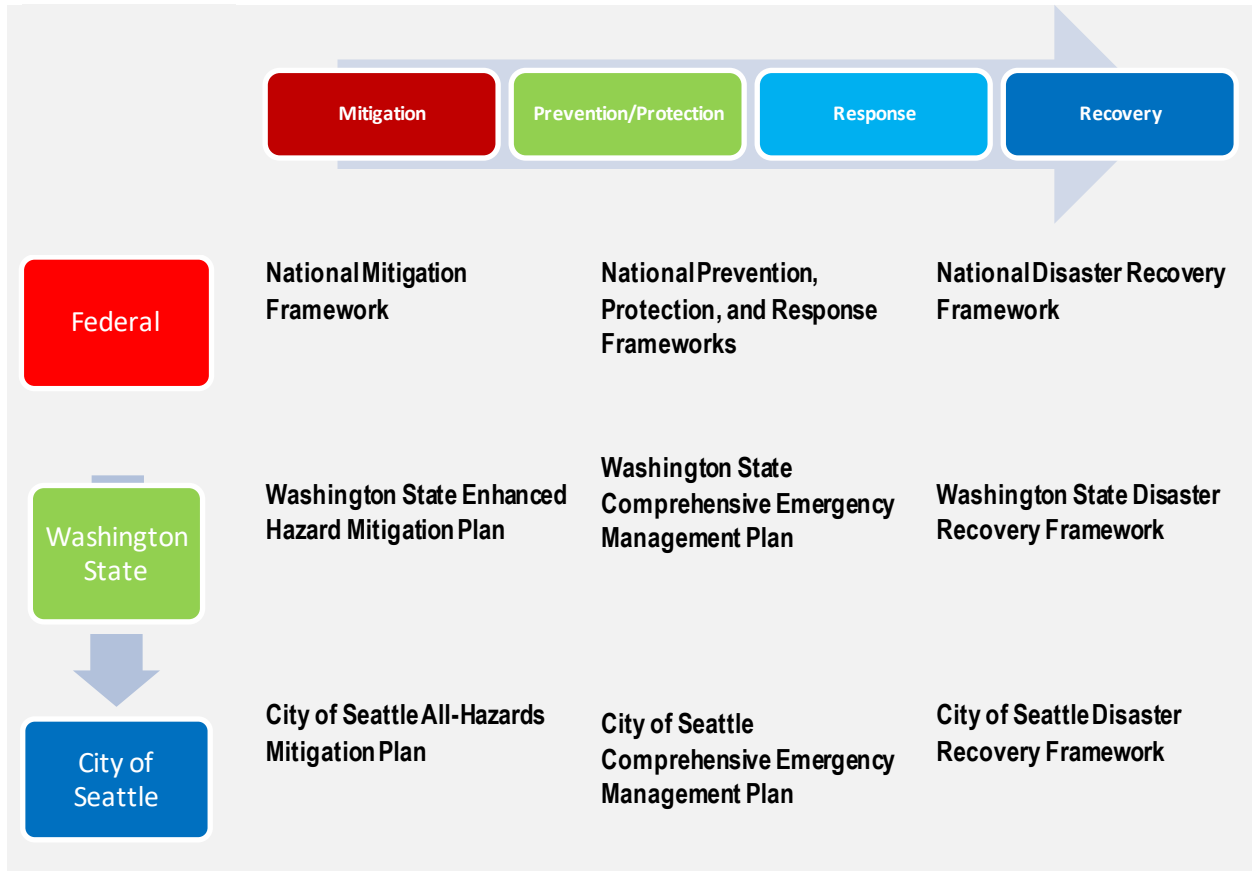 Mitigation
Prevention/Protection
Response
Recovery
Federal
National Mitigation
Framework
National Prevention,
Protection, and Response
Frameworks
National Disaster Recovery
Framework
Washington
State
Washington State Enhanced
Hazard Mitigation Plan
Washington State
Comprehensive Emergency
Management Plan
Washington State Disaster
Recovery Framework
City of
Seattle
City of Seattle All-Hazards
Mitigation Plan
City of Seattle
Comprehensive Emergency
Management Plan
City of Seattle Disaster
Recovery Framework